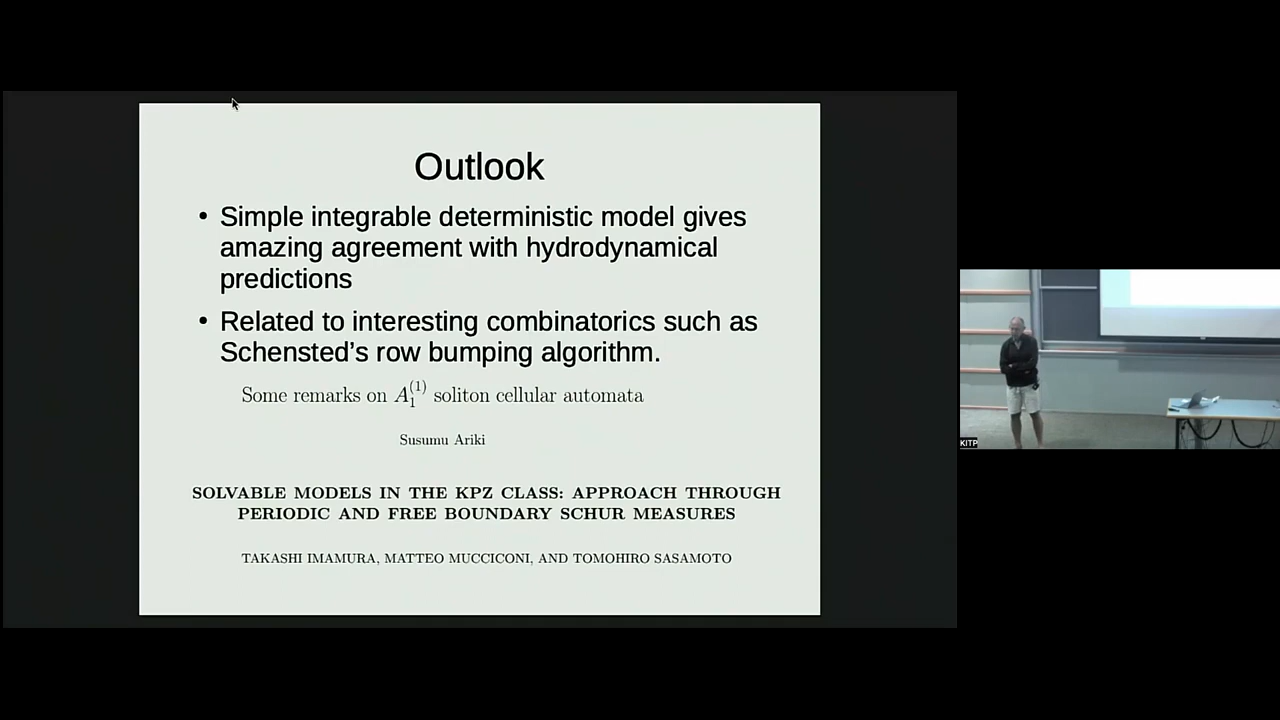 Outlook
• Simple integrable deterministic model gives
amazing agreement with hydrodynamical
predictions
• Related to interesting combinatorics such as
Schensted's row bumping algorithm.
Some remarks on $A_1^{(1)}$ soliton cellular automata
Susumu Ariki
SOLVABLE MODELS IN THE KPZ CLASS: APPROACH THROUGH
PERIODIC AND FREE BOUNDARY SCHUR MEASURES
TAKASHI IMAMURA, MATTEO MUCCICONI, AND TOMOHIRO SASAMOTO
KITP